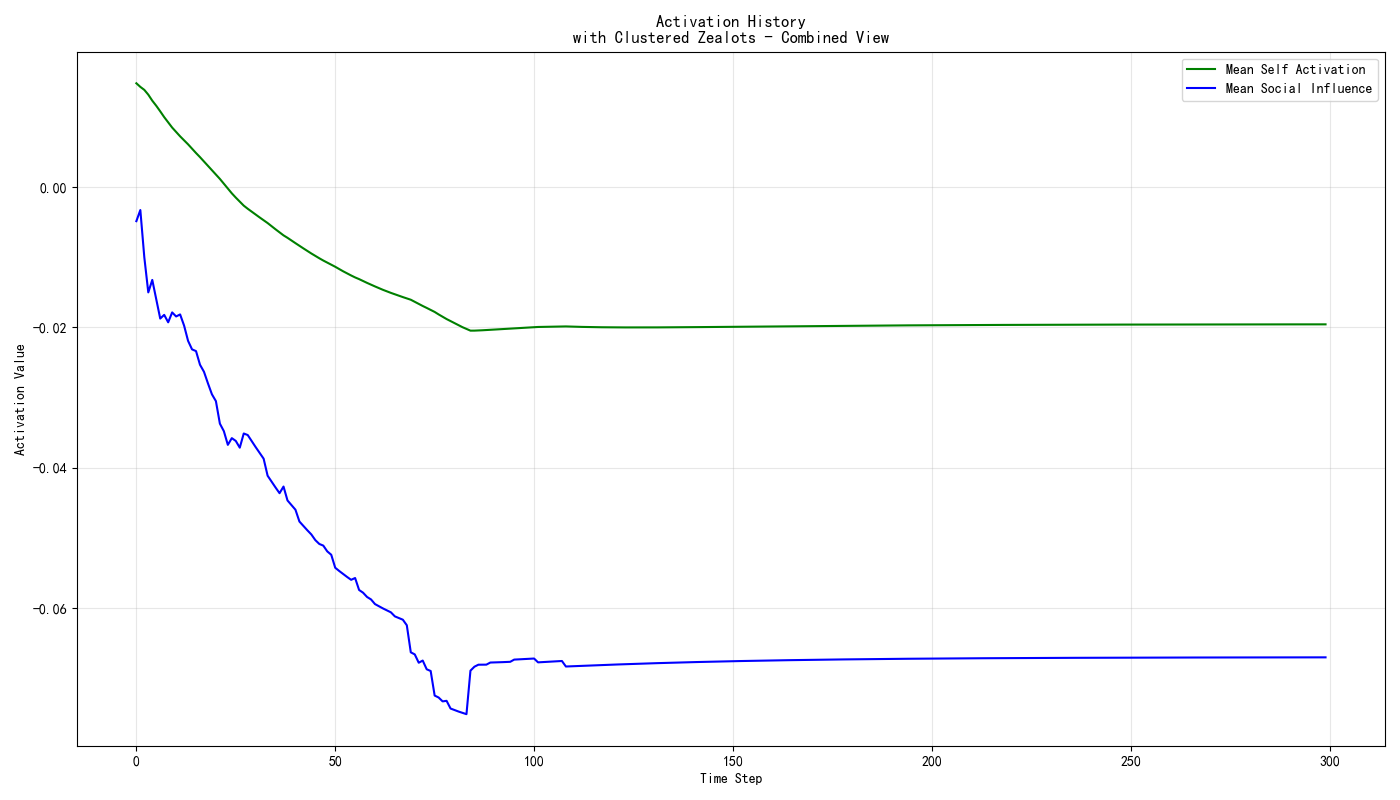 Activation History
with Clustered Zealots - Combined View
Mean Self Activation
Mean Social Influence
Activation Value
0.00
-0.02
-0.04
-0.06
0
50
100
150
200
250
300
Time Step